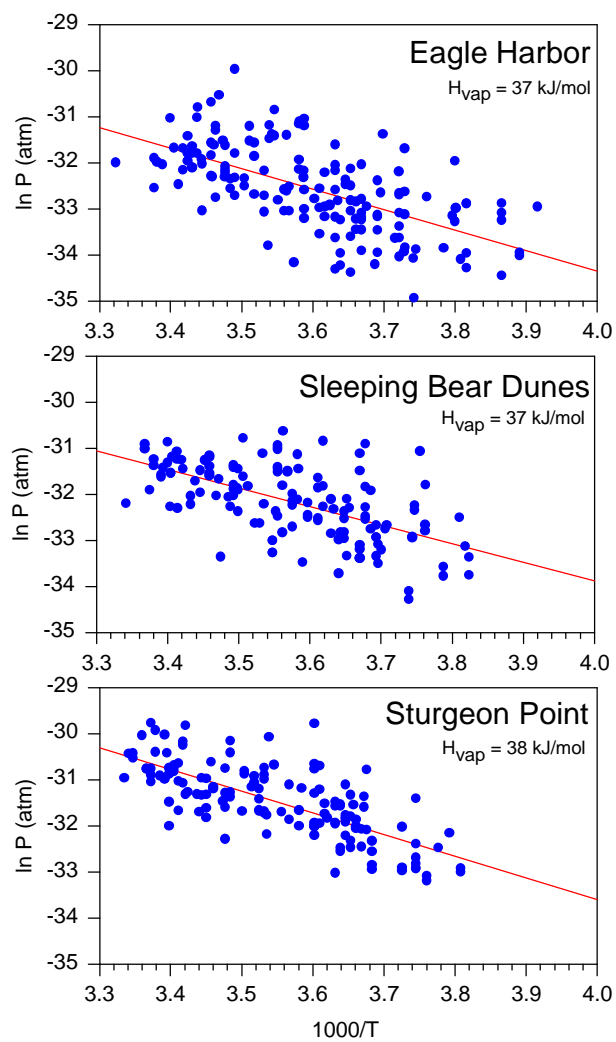 -29
Eagle Harbor
-30
H vap = 37 kJ/mol
-31
-32
-33
-34
-35
ln P (atm)
3.3 3.4 3.5 3.6 3.7 3.8 3.9 4.0
-29
Sleeping Bear Dunes
-30
H vap = 37 kJ/mol
-31
-32
-33
-34
-35
ln P (atm)
3.3 3.4 3.5 3.6 3.7 3.8 3.9 4.0
-29
Sturgeon Point
-30
H vap = 38 kJ/mol
-31
-32
-33
-34
-35
ln P (atm)
3.3 3.4 3.5 3.6 3.7 3.8 3.9 4.0
1000/T